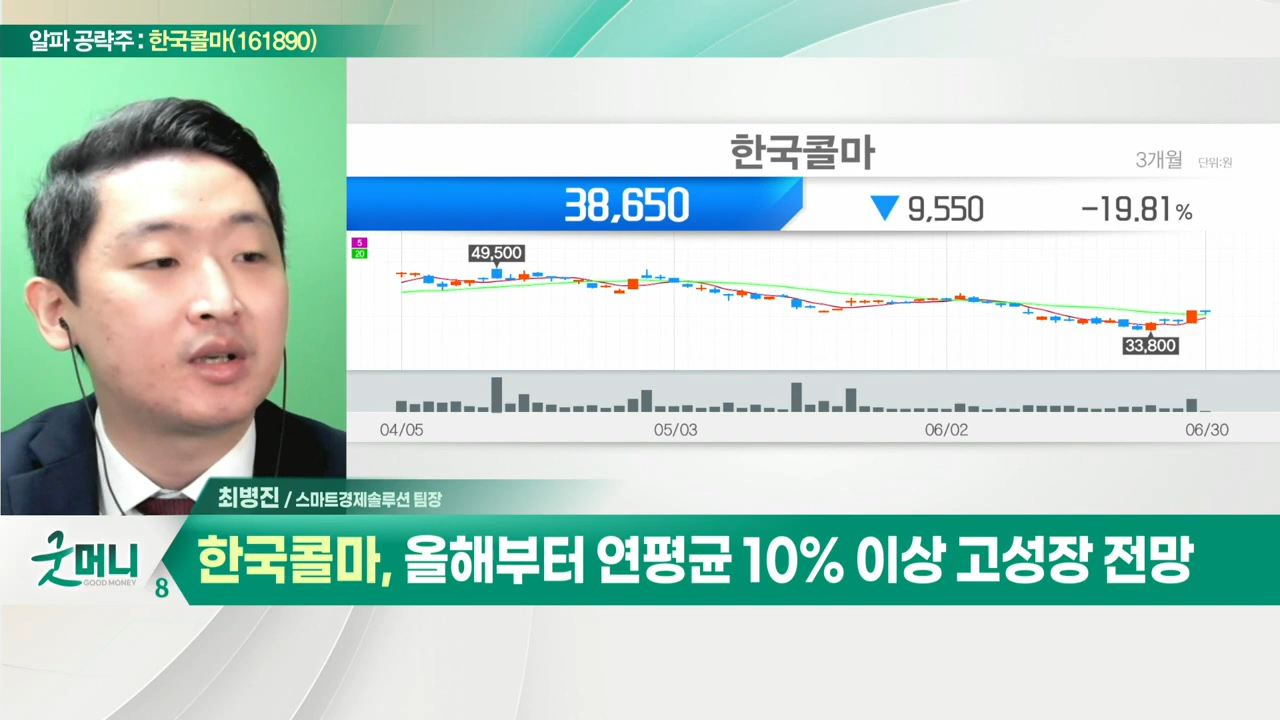 알파 공략주 : 한국콜마(161890)
한국콜마
3개월 단위:원
38,650 ▼ 9,550 -19.81%
5
20
49,500
33,800
04/05 05/03 06/02 06/30
최병진 / 스마트경제솔루션 팀장
굿머니
GOOD MONEY
8
한국콜마, 올해부터 연평균 10% 이상 고성장 전망